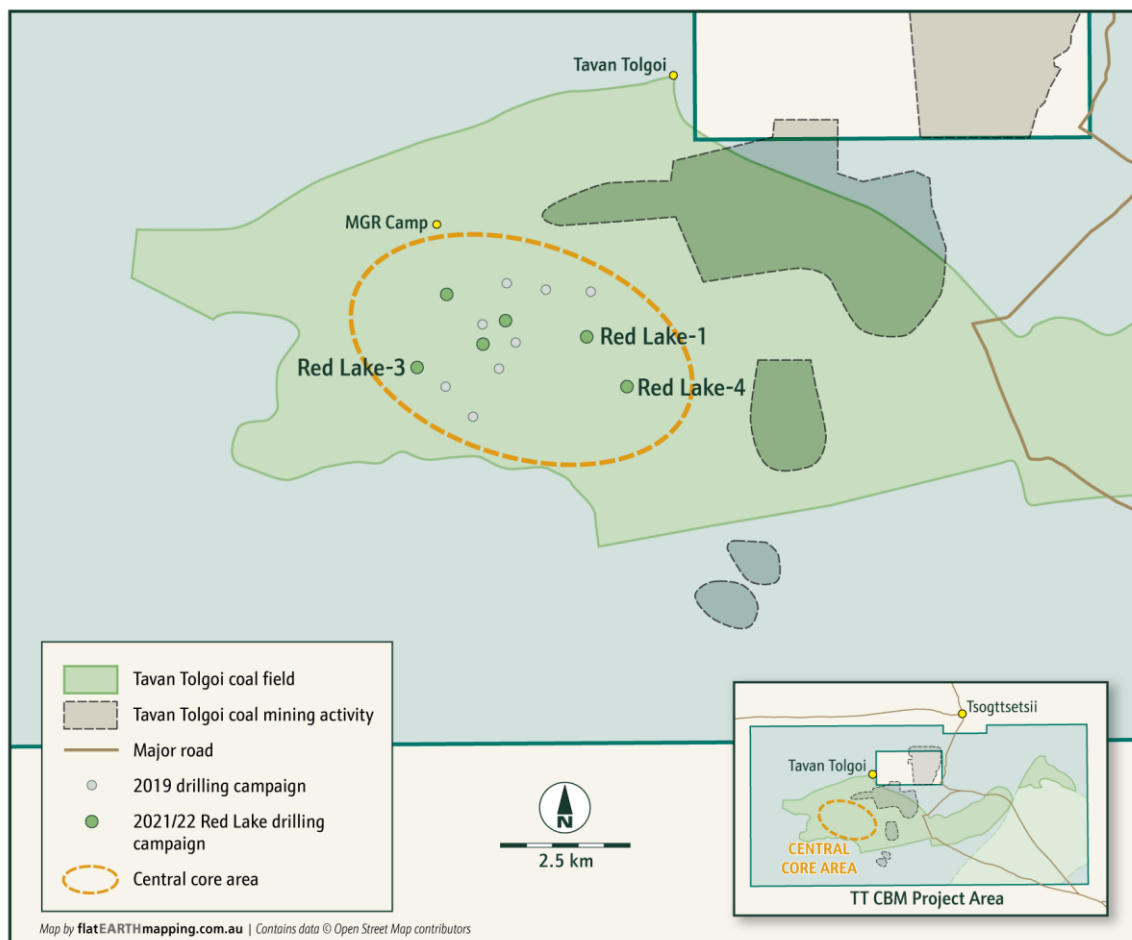 Tavan Tolgoi
MGR Camp
Red Lake-1
Red Lake-3
Red Lake-4
Tavan Tolgoi coal field
Tavan Tolgoi coal mining activity
Major road
2019 drilling campaign
2021/22 Red Lake drilling
campaign
Central core area
N
2.5 km
Tsogttsetsii
Tavan Tolgoi
CENTRAL
CORE AREA
TT CBM Project Area
Map by flatEARTHmapping.com.au | Contains data © Open Street Map contributors